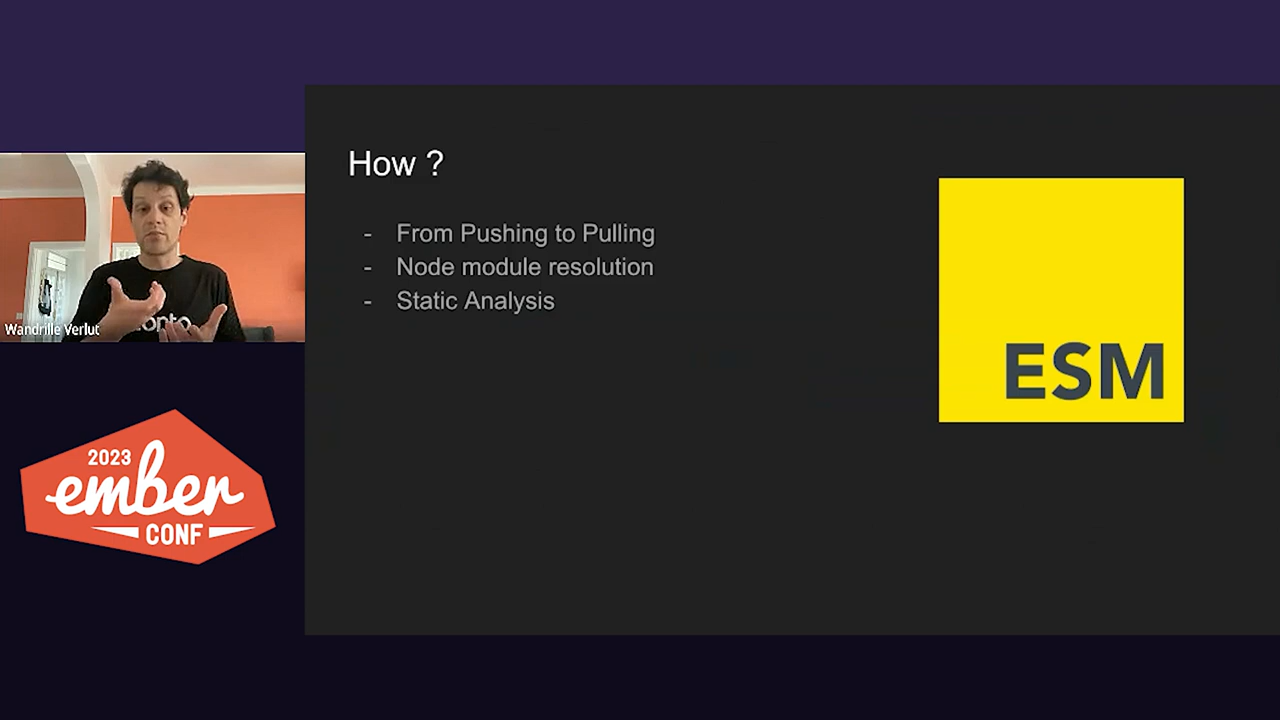 How ?
- From Pushing to Pulling
- Node module resolution
- Static Analysis
ESM
Wandrille Verlut
2023
ember
CONF